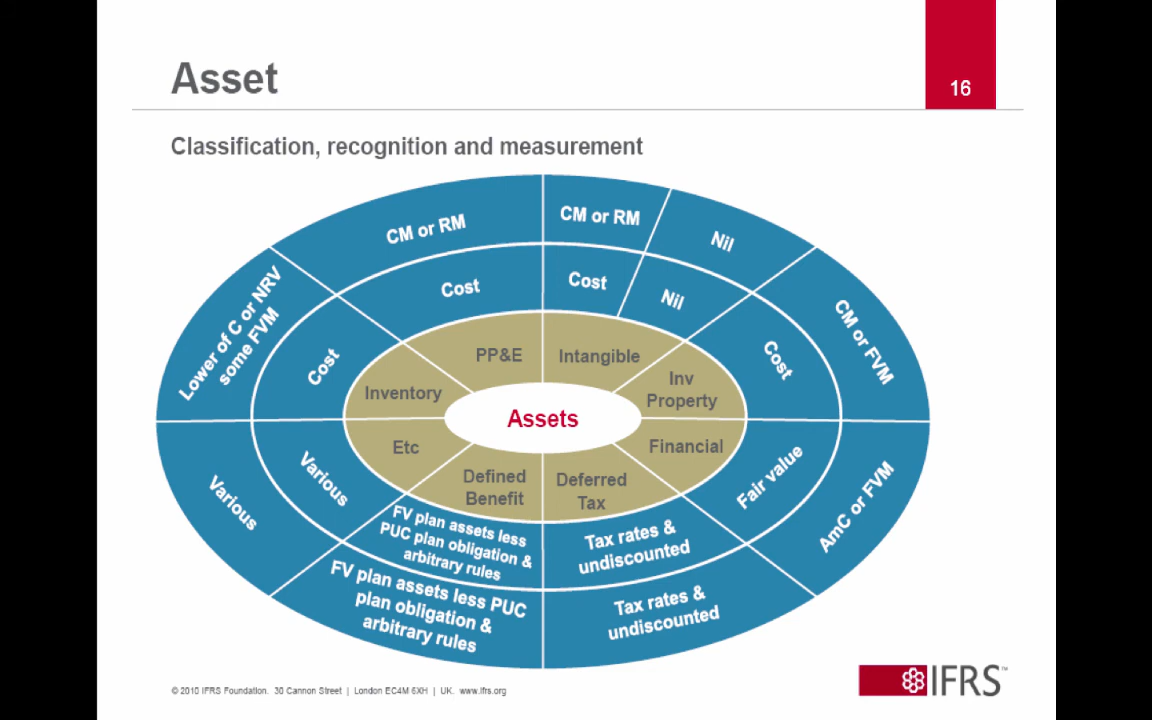 Asset
16
Classification, recognition and measurement
CM or RM
CM or RM
Nil
Lower of C or NRV
some FVM
Cost
Cost
Cost
Nil
Cost
CM or FVM
PP&E
Intangible
Inventory
Inv
Property
Assets
Etc
Financial
Defined
Benefit
Deferred
Tax
Various
Various
Fair value
AmC or FVM
FV plan assets less
PUC plan obligation &
arbitrary rules
Tax rates &
undiscounted
FV plan assets less PUC
plan obligation &
arbitrary rules
Tax rates &
undiscounted
© 2010 IFRS Foundation. 30 Cannon Street | London EC4M 6XH | UK. www.ifrs.org
IFRS™